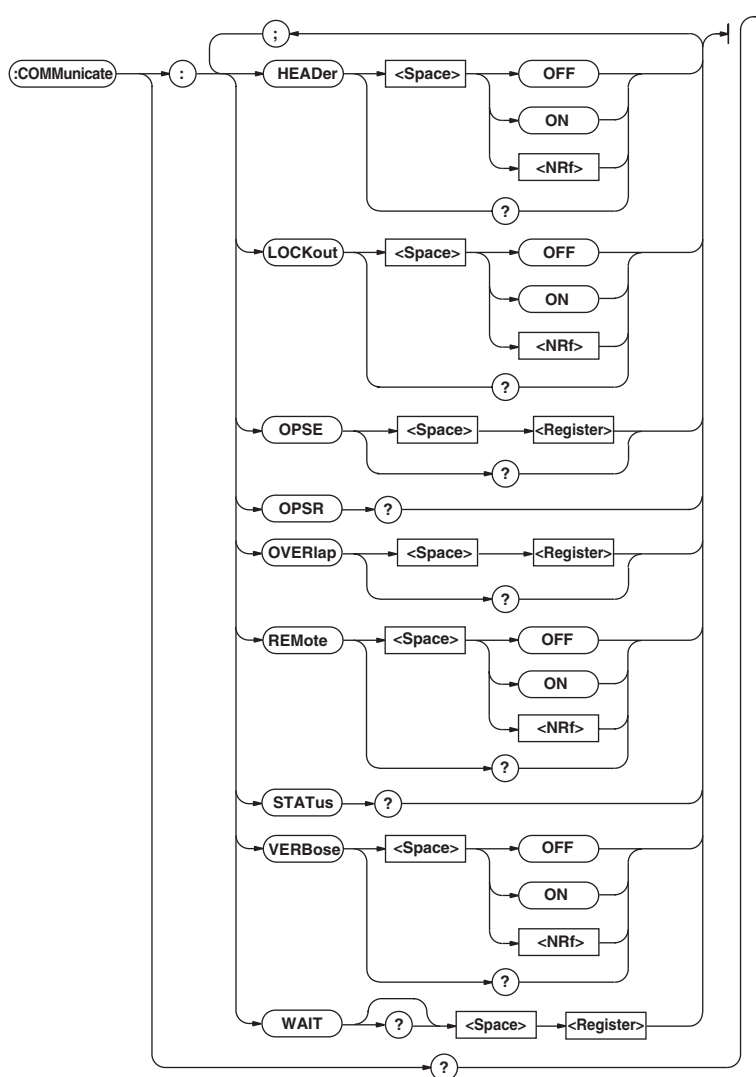 ;
:COMMunicate : HEADer <Space> OFF
ON
<NRf>
?
LOCKout <Space> OFF
ON
<NRf>
?
OPSE <Space> <Register>
?
OPSR ?
OVERlap <Space> <Register>
?
REMote <Space> OFF
ON
<NRf>
?
STATus ?
VERBose <Space> OFF
ON
<NRf>
?
WAIT ? <Space> <Register>
?